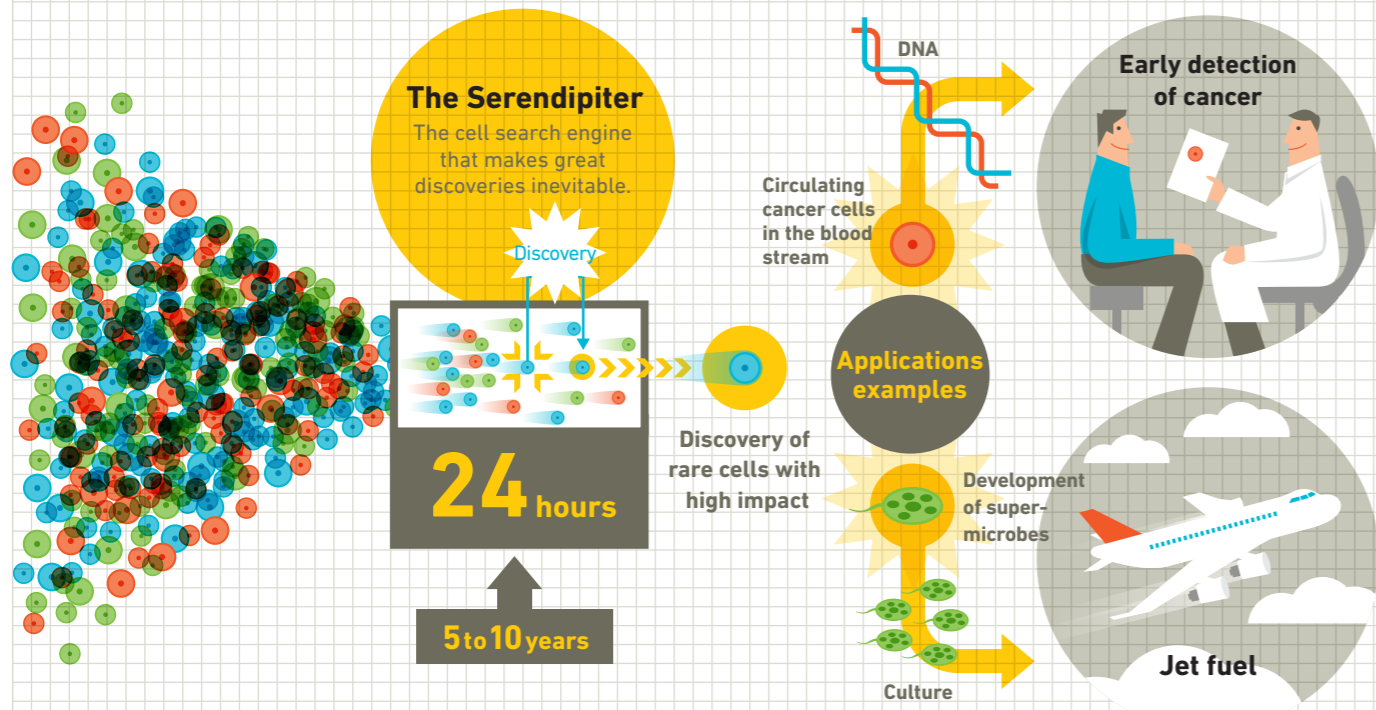 The Serendipiter
The cell search engine
that makes great
discoveries inevitable.
Discovery
24 hours
5 to 10 years
Discovery of
rare cells with
high impact
Applications
examples
DNA
Circulating
cancer cells
in the blood
stream
Early detection
of cancer
Development
of super-
microbes
Culture
Jet fuel